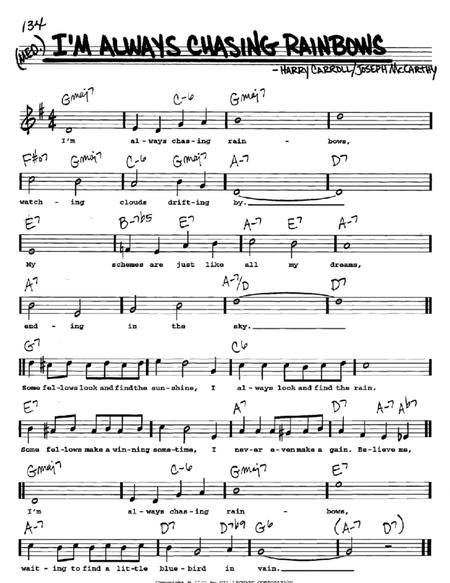 134
(MED.) I'M ALWAYS CHASING RAINBOWS
- HARRY CARROLL/JOSEPH McCARTHY
Gmaj7 C-6 Gmaj7
I'm al - ways chas - ing rain - bows,
F#o7 Gmaj7 C-6 Gmaj7 A-7 D7
watch - ing clouds drift - ing by.
E7 B-7b5 E7 A-7 E7 A-7
My schemes are just like all my dreams,
A7 A-7/D D7
end - ing in the sky.
G7 C6
Some fel-lows look and find the sun-shine, I al-ways look and find the rain.
E7 A7 D7 A-7 Ab7
Some fel-lows make a win-ning some-time, I nev-er e-ven make a gain. Be-lieve me,
Gmaj7 C-6 Gmaj7 E7
I'm al - ways chas - ing rain - bows,
A-7 D7 D7b9 G6 (A-7 D7)
wait - ing to find a lit-tle blue-bird in vain.